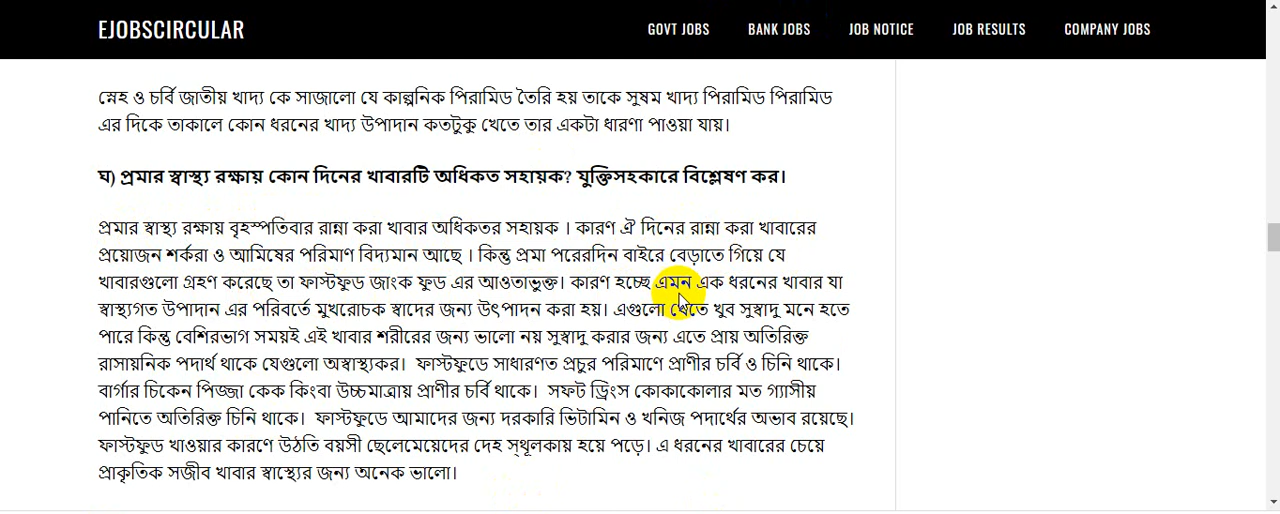 EJOBSCIRCULAR
GOVT JOBS BANK JOBS JOB NOTICE JOB RESULTS COMPANY JOBS
স্নেহ ও চর্বি জাতীয় খাদ্য কে সাজালো যে কাল্পনিক পিরামিড তৈরি হয় তাকে সুষম খাদ্য পিরামিড পিরামিড
এর দিকে তাকালে কোন ধরনের খাদ্য উপাদান কতটুকু খেতে তার একটা ধারণা পাওয়া যায়।
ঘ) প্রমার স্বাস্থ্য রক্ষায় কোন দিনের খাবারটি অধিকত সহায়ক? যুক্তিসহকারে বিশ্লেষণ কর।
প্রমার স্বাস্থ্য রক্ষায় বৃহস্পতিবার রান্না করা খাবার অধিকতর সহায়ক । কারণ ঐ দিনের রান্না করা খাবারের
প্রয়োজন শর্করা ও আমিষের পরিমাণ বিদ্যমান আছে । কিন্তু প্রমা পরেরদিন বাইরে বেড়াতে গিয়ে যে
খাবারগুলো গ্রহণ করেছে তা ফাস্টফুড জাংক ফুড এর আওতাভুক্ত। কারণ হচ্ছে এমন এক ধরনের খাবার যা
স্বাস্থ্যগত উপাদান এর পরিবর্তে মুখরোচক স্বাদের জন্য উৎপাদন করা হয়। এগুলো খেতে খুব সুস্বাদু মনে হতে
পারে কিন্তু বেশিরভাগ সময়ই এই খাবার শরীরের জন্য ভালো নয় সুস্বাদু করার জন্য এতে প্রায় অতিরিক্ত
রাসায়নিক পদার্থ থাকে যেগুলো অস্বাস্থ্যকর। ফাস্টফুডে সাধারণত প্রচুর পরিমাণে প্রাণীর চর্বি ও চিনি থাকে।
বার্গার চিকেন পিজ্জা কেক কিংবা উচ্চমাত্রায় প্রাণীর চর্বি থাকে। সফট ড্রিংস কোকাকোলার মত গ্যাসীয়
পানিতে অতিরিক্ত চিনি থাকে। ফাস্টফুডে আমাদের জন্য দরকারি ভিটামিন ও খনিজ পদার্থের অভাব রয়েছে।
ফাস্টফুড খাওয়ার কারণে উঠতি বয়সী ছেলেমেয়েদের দেহ স্থূলকায় হয়ে পড়ে। এ ধরনের খাবারের চেয়ে
প্রাকৃতিক সজীব খাবার স্বাস্থ্যের জন্য অনেক ভালো।